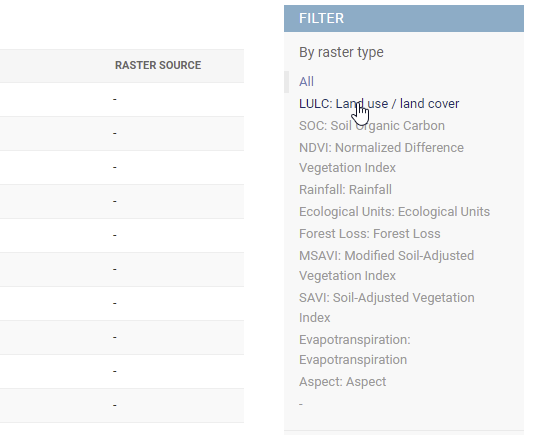 FILTER
RASTER SOURCE
-
-
-
-
-
-
-
-
-
-
By raster type
All
LULC: Land use / land cover
SOC: Soil Organic Carbon
NDVI: Normalized Difference
Vegetation Index
Rainfall: Rainfall
Ecological Units: Ecological Units
Forest Loss: Forest Loss
MSAVI: Modified Soil-Adjusted
Vegetation Index
SAVI: Soil-Adjusted Vegetation
Index
Evapotranspiration:
Evapotranspiration
Aspect: Aspect
-